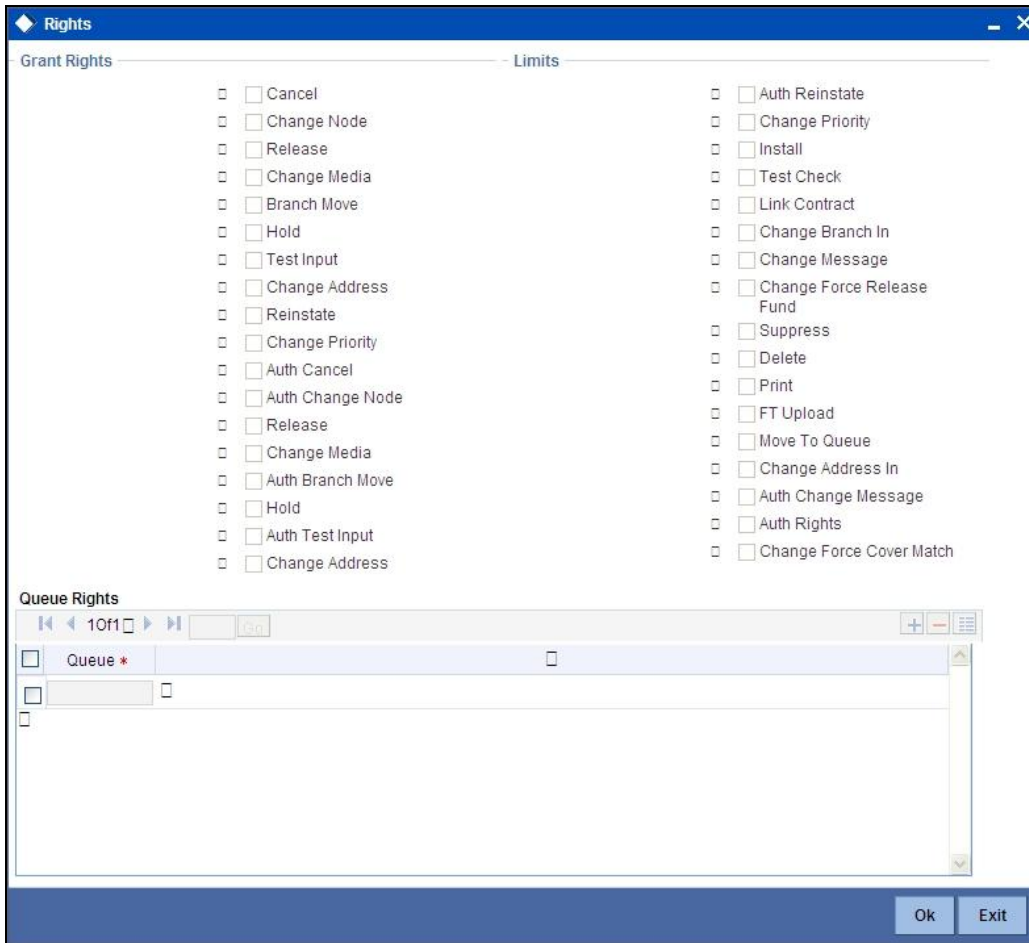 Rights
Grant Rights
Cancel
Change Node
Release
Change Media
Branch Move
Hold
Test Input
Change Address
Reinstate
Change Priority
Auth Cancel
Auth Change Node
Release
Change Media
Auth Branch Move
Hold
Auth Test Input
Change Address
Limits
Auth Reinstate
Change Priority
Install
Test Check
Link Contract
Change Branch In
Change Message
Change Force Release
Fund
Suppress
Delete
Print
FT Upload
Move To Queue
Change Address In
Auth Change Message
Auth Rights
Change Force Cover Match
Queue Rights
1Of1 Go
Queue *
Ok Exit